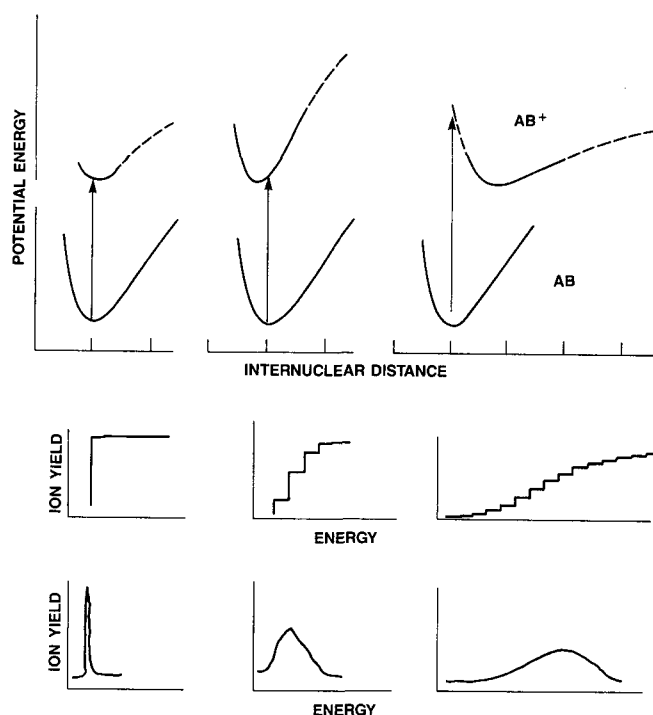 POTENTIAL ENERGY
AB+
AB
INTERNUCLEAR DISTANCE
ION YIELD
ENERGY
ION YIELD
ENERGY